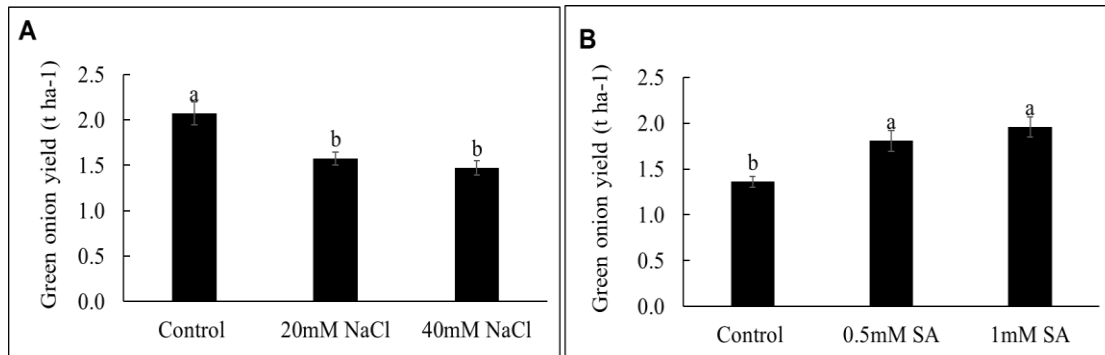 A
Green onion yield (t ha-1)
2.5
2.0
1.5
1.0
0.5
0.0
a
b
b
Control
20mM NaCl
40mM NaCl
B
Green onion yield (t ha-1)
2.5
2.0
1.5
1.0
0.5
0.0
b
a
a
Control
0.5mM SA
1mM SA